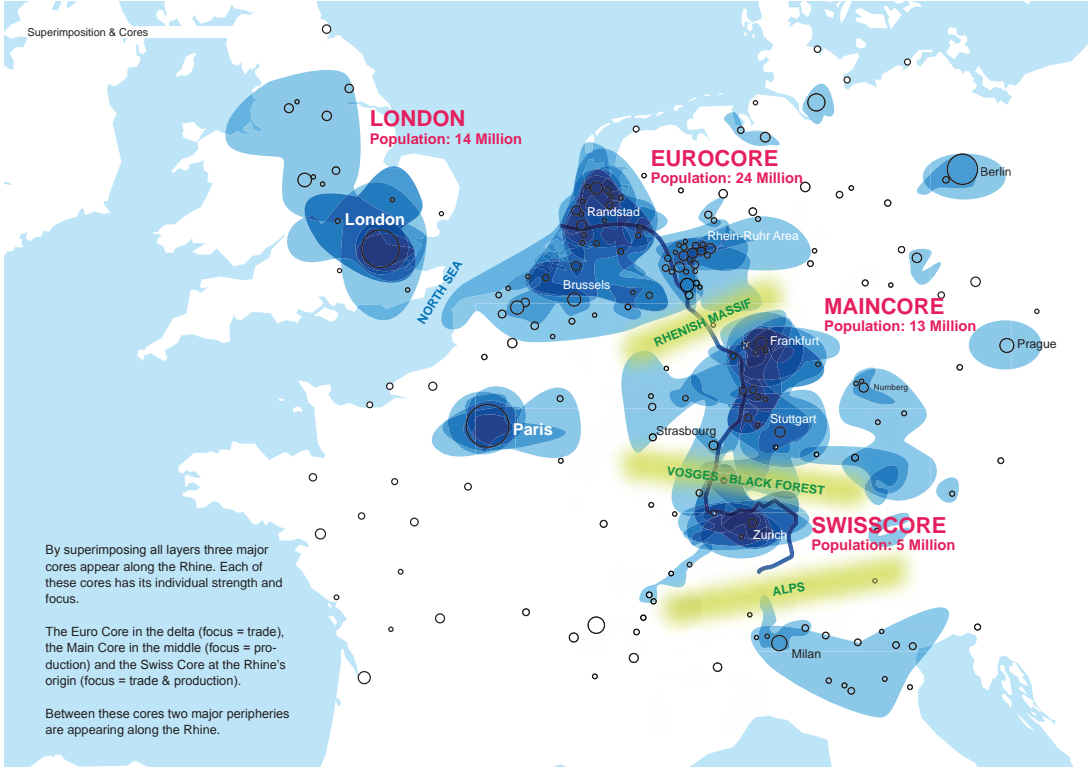 Superimposition & Cores
LONDON
Population: 14 Million
EUROCORE
Population: 24 Million
Berlin
Randstad
London
Rhein-Ruhr Area
NORTH SEA
Brussels
RHENISH MASSIF
MAINCORE
Population: 13 Million
Frankfurt
Prague
Nurnberg
Paris
Strasbourg
Stuttgart
VOSGES - BLACK FOREST
SWISSCORE
Population: 5 Million
Zurich
ALPS
Milan
By superimposing all layers three major
cores appear along the Rhine. Each of
these cores has its individual strength and
focus.
The Euro Core in the delta (focus = trade),
the Main Core in the middle (focus = pro-
duction) and the Swiss Core at the Rhine's
origin (focus = trade & production).
Between these cores two major peripheries
are appearing along the Rhine.